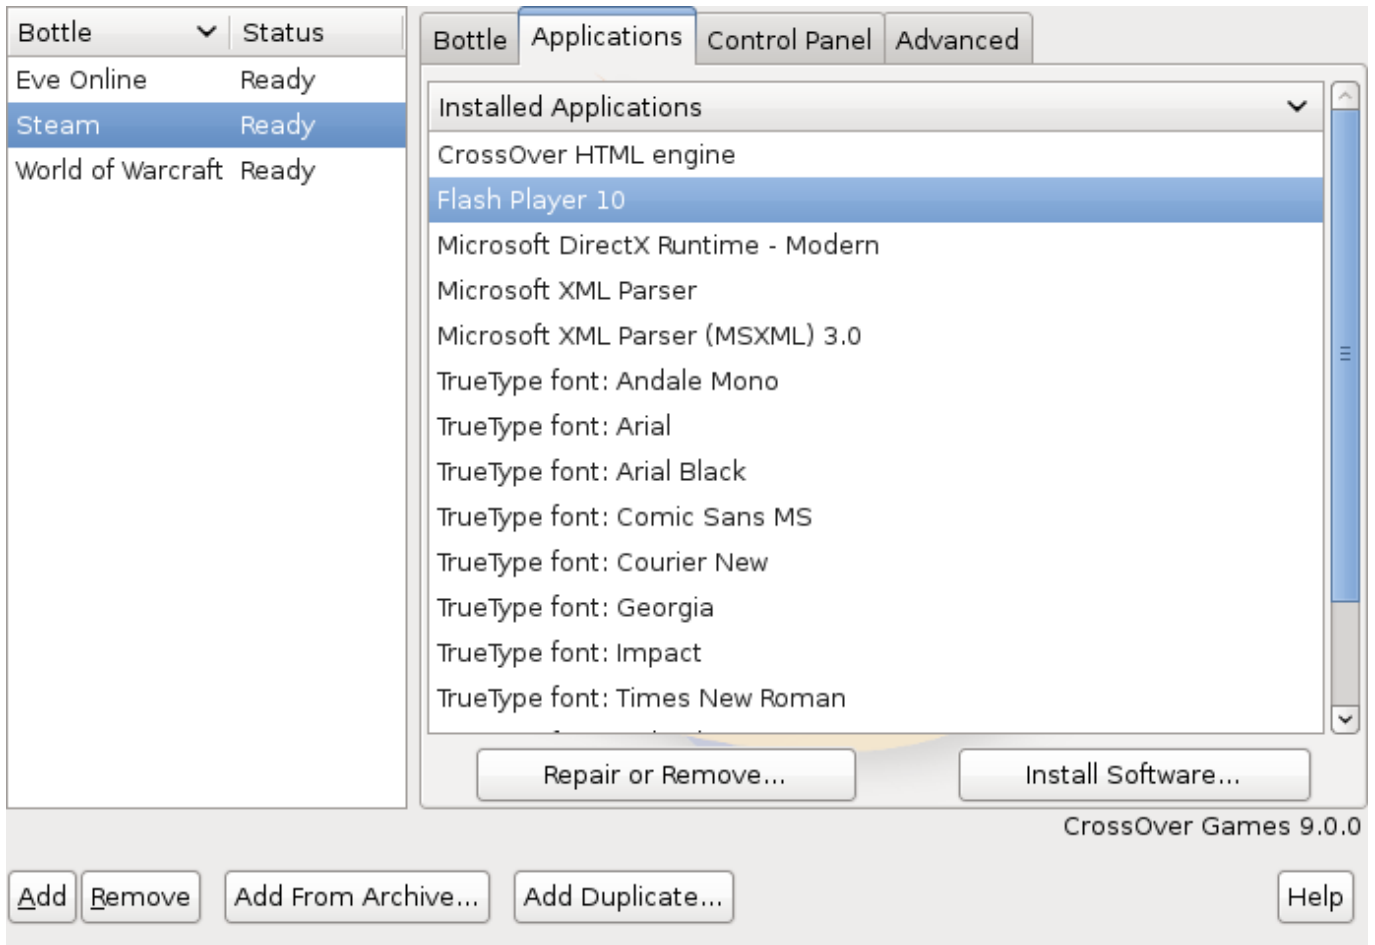 Bottle Status
Eve Online Ready
Steam Ready
World of Warcraft Ready
Bottle Applications Control Panel Advanced
Installed Applications
CrossOver HTML engine
Flash Player 10
Microsoft DirectX Runtime - Modern
Microsoft XML Parser
Microsoft XML Parser (MSXML) 3.0
TrueType font: Andale Mono
TrueType font: Arial
TrueType font: Arial Black
TrueType font: Comic Sans MS
TrueType font: Courier New
TrueType font: Georgia
TrueType font: Impact
TrueType font: Times New Roman
Repair or Remove... Install Software...
CrossOver Games 9.0.0
Add Remove Add From Archive... Add Duplicate... Help